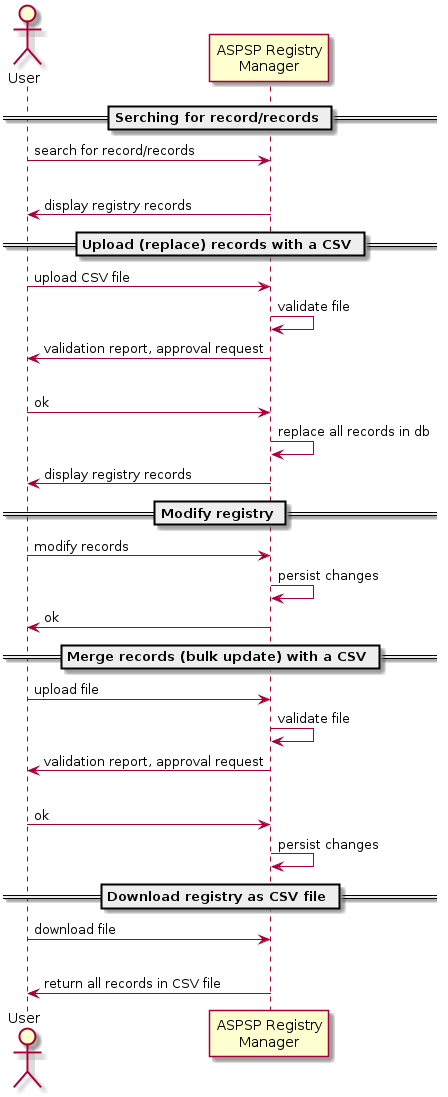 ASPSP Registry
Manager
User
Serching for record/records
search for record/records
display registry records
Upload (replace) records with a CSV
upload CSV file
validate file
validation report, approval request
ok
replace all records in db
display registry records
Modify registry
modify records
persist changes
ok
Merge records (bulk update) with a CSV
upload file
validate file
validation report, approval request
ok
persist changes
Download registry as CSV file
download file
return all records in CSV file
User
ASPSP Registry
Manager